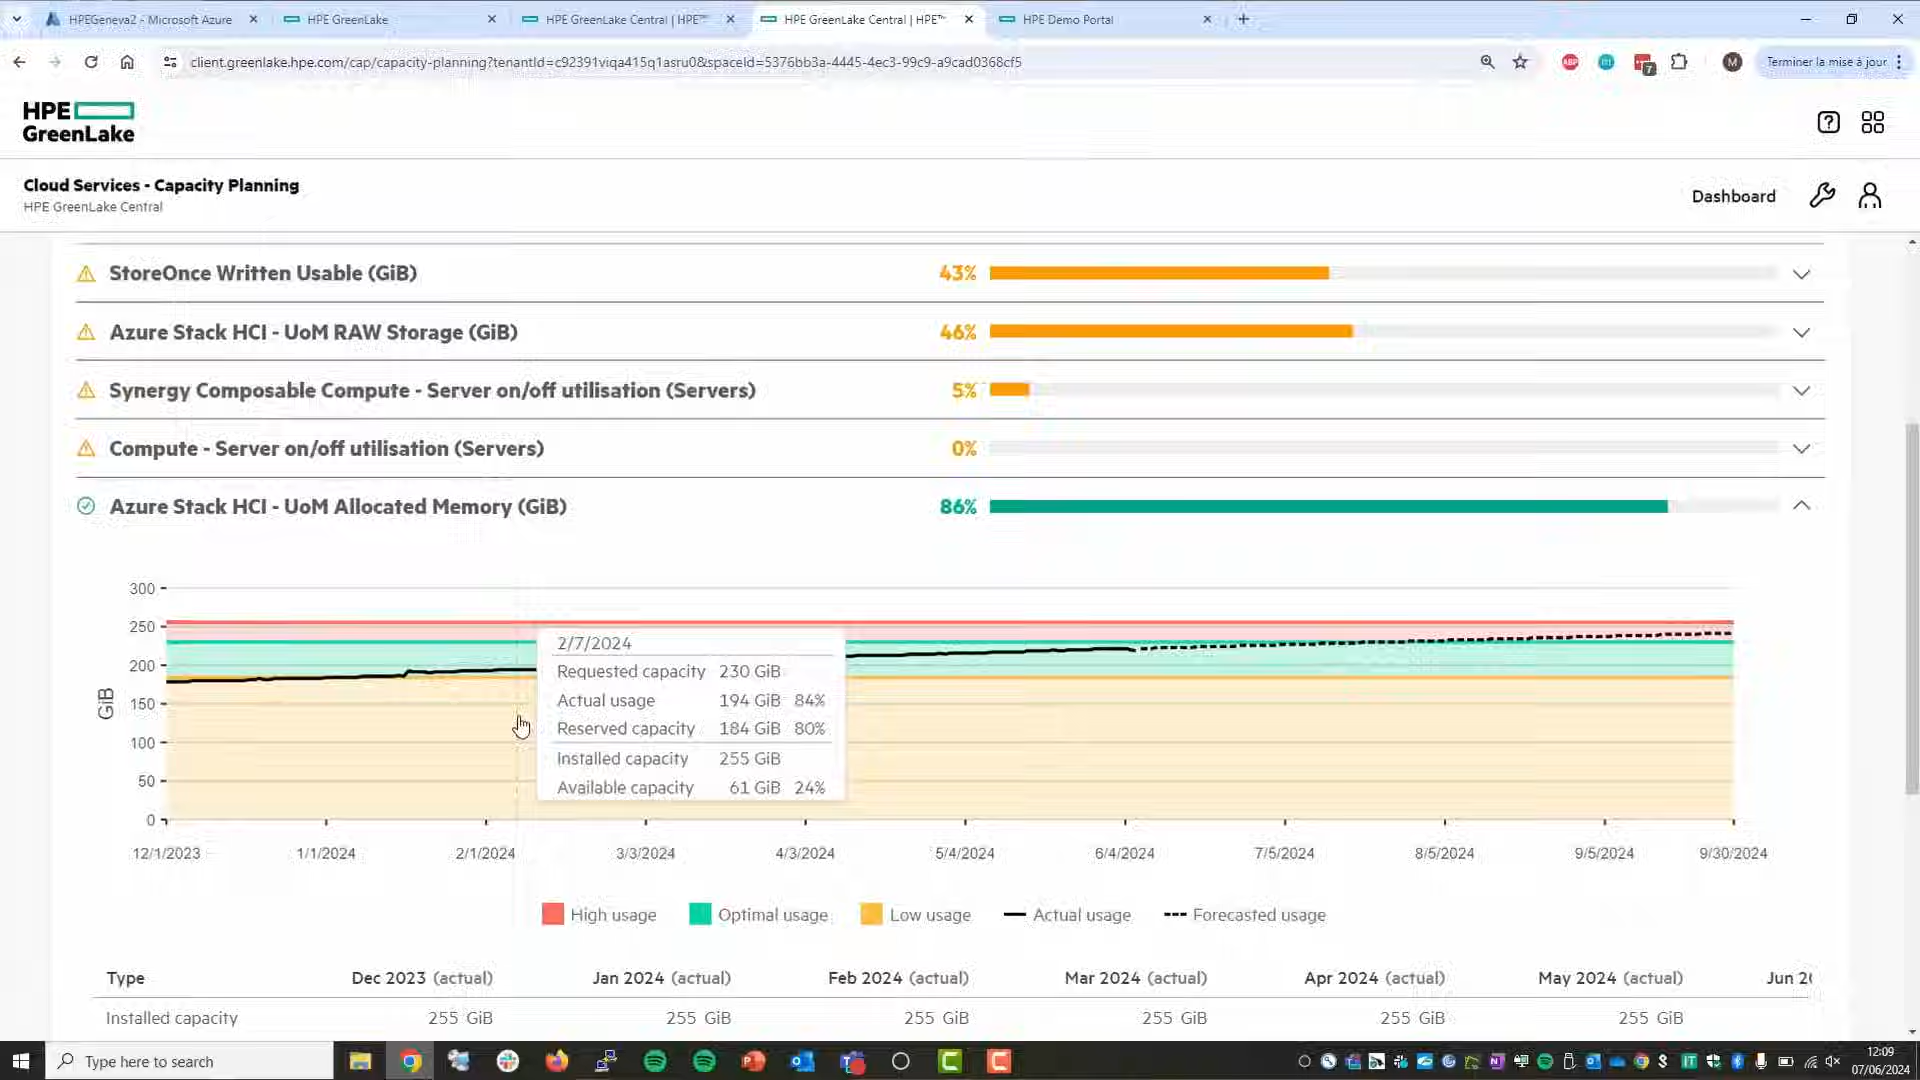 HPEGeneva2 - Microsoft Azure
HPE GreenLake
HPE GreenLake Central | HPE™
HPE GreenLake Central | HPE™
HPE Demo Portal
client.greenlake.hpe.com/cap/capacity-planning?tenantId=c92391viqa415q1asru0&spaceId=5376bb3a-4445-4ec3-99c9-a9cad0368cf5
ABP
m
7
M
Terminer la mise à jour
HPE
GreenLake
Cloud Services - Capacity Planning
HPE GreenLake Central
Dashboard
StoreOnce Written Usable (GiB) 43%
Azure Stack HCI - UoM RAW Storage (GiB) 46%
Synergy Composable Compute - Server on/off utilisation (Servers) 5%
Compute - Server on/off utilisation (Servers) 0%
Azure Stack HCI - UoM Allocated Memory (GiB) 86%
GiB
300
250
200
150
100
50
0
2/7/2024
Requested capacity 230 GiB
Actual usage 194 GiB 84%
Reserved capacity 184 GiB 80%
Installed capacity 255 GiB
Available capacity 61 GiB 24%
12/1/2023 1/1/2024 2/1/2024 3/3/2024 4/3/2024 5/4/2024 6/4/2024 7/5/2024 8/5/2024 9/5/2024 9/30/2024
High usage Optimal usage Low usage Actual usage Forecasted usage
Type Dec 2023 (actual) Jan 2024 (actual) Feb 2024 (actual) Mar 2024 (actual) Apr 2024 (actual) May 2024 (actual) Jun
Installed capacity 255 GiB 255 GiB 255 GiB 255 GiB 255 GiB 255 GiB
Type here to search
12:09
07/06/2024